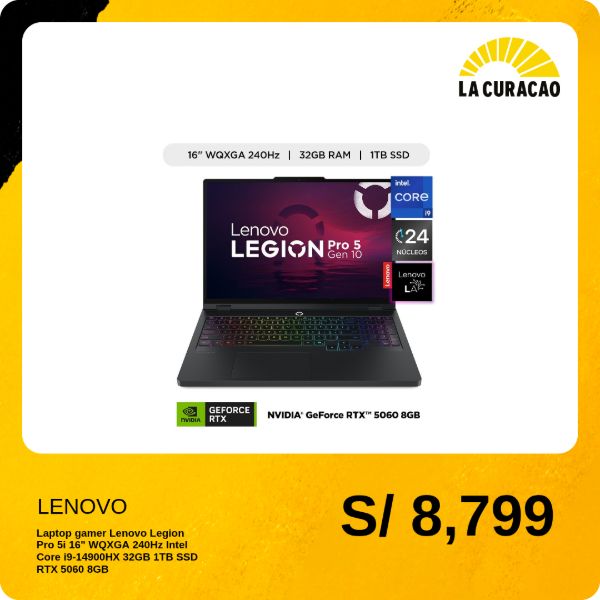 LA CURACAO
16" WQXGA 240Hz | 32GB RAM | 1TB SSD
intel
CORE
i9
Lenovo
LEGION Pro 5
Gen 10
24
NÚCLEOS
Lenovo
Lenovo
LA
NVIDIA
GEFORCE
RTX
NVIDIA® GeForce RTX™ 5060 8GB
LENOVO
S/ 8,799
Laptop gamer Lenovo Legion
Pro 5i 16" WQXGA 240Hz Intel
Core i9-14900HX 32GB 1TB SSD
RTX 5060 8GB